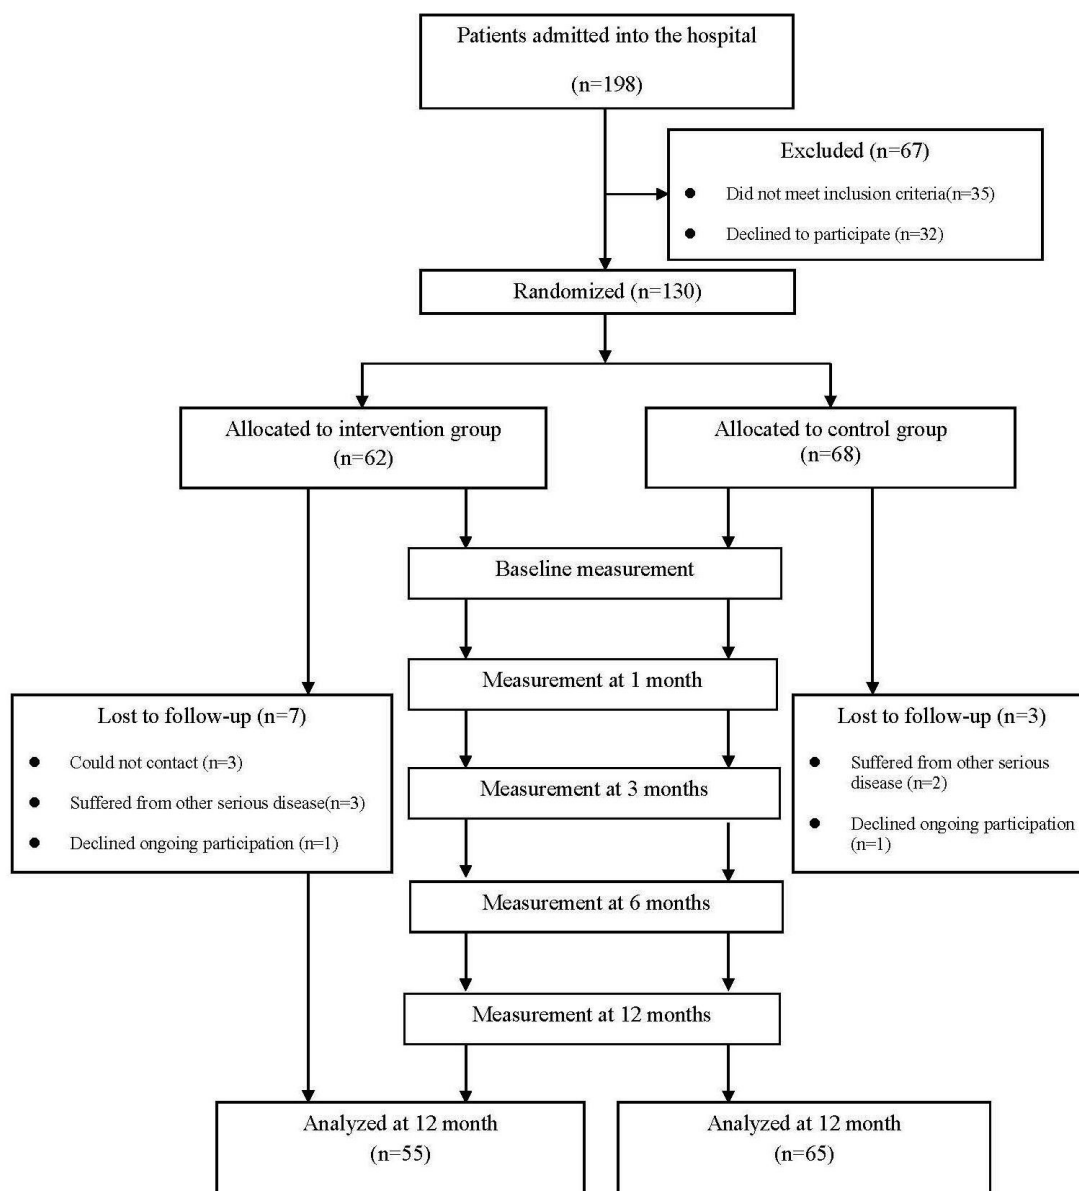 Patients admitted into the hospital
(n=198)
Excluded (n=67)
● Did not meet inclusion criteria(n=35)
● Declined to participate (n=32)
Randomized (n=130)
Allocated to intervention group
(n=62)
Allocated to control group
(n=68)
Baseline measurement
Measurement at 1 month
Lost to follow-up (n=7)
● Could not contact (n=3)
● Suffered from other serious disease(n=3)
● Declined ongoing participation (n=1)
Lost to follow-up (n=3)
● Suffered from other serious
disease (n=2)
● Declined ongoing participation
(n=1)
Measurement at 3 months
Measurement at 6 months
Measurement at 12 months
Analyzed at 12 month
(n=55)
Analyzed at 12 month
(n=65)